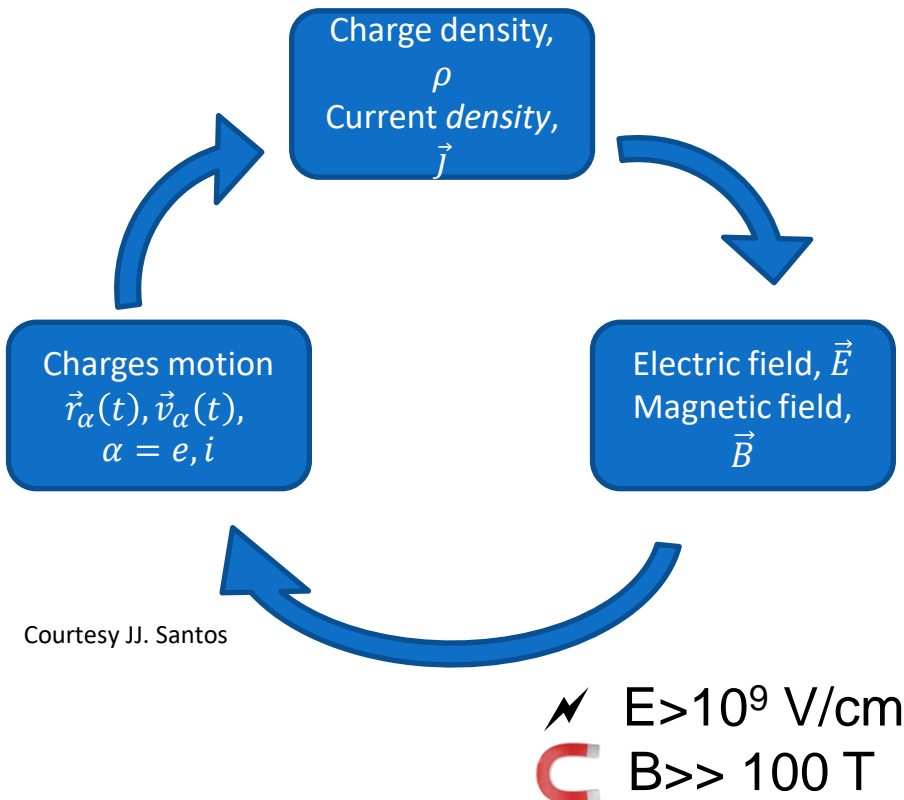 Charge density,
ρ
Current density,
j⃗
Charges motion
r⃗_α(t), v⃗_α(t),
α = e, i
Electric field, E⃗
Magnetic field,
B⃗
Courtesy JJ. Santos
E>10⁹ V/cm
B>> 100 T